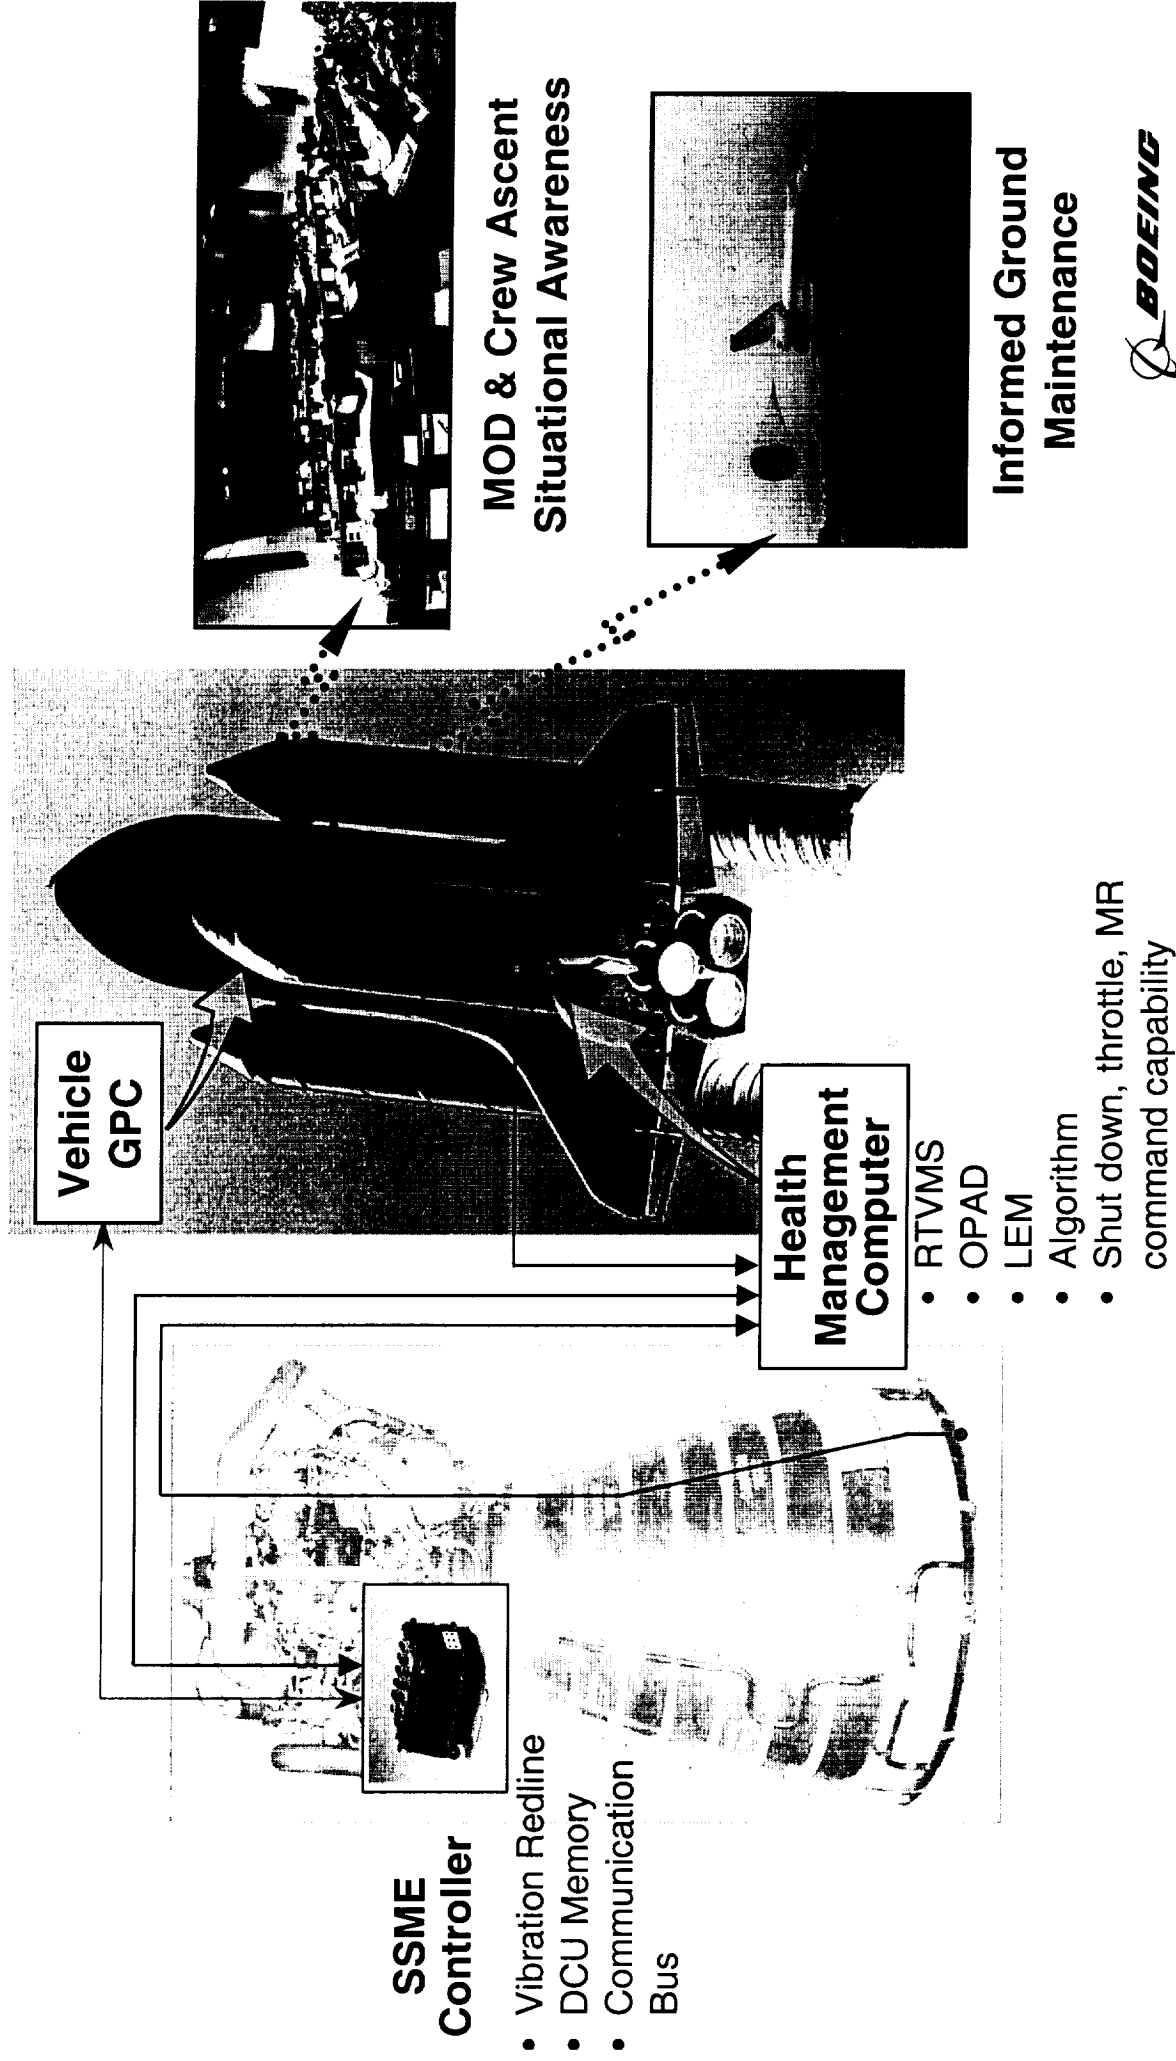 SSME
Controller
• Vibration Redline
• DCU Memory
• Communication
Bus
Vehicle
GPC
Health
Management
Computer
• RTVMS
• OPAD
• LEM
• Algorithm
• Shut down, throttle, MR
command capability
MOD & Crew Ascent
Situational Awareness
Informed Ground
Maintenance
BOEING